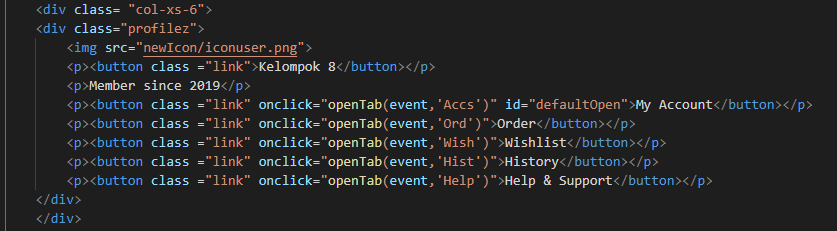 <div class= "col-xs-6">
<div class="profilez">
<img src="newIcon/iconuser.png">
<p><button class ="link">Kelompok 8</button></p>
<p>Member since 2019</p>
<p><button class ="link" onclick="openTab(event,'Accs')" id="defaultOpen">My Account</button></p>
<p><button class ="link" onclick="openTab(event,'Ord')">Order</button></p>
<p><button class ="link" onclick="openTab(event,'Wish')">Wishlist</button></p>
<p><button class ="link" onclick="openTab(event,'Hist')">History</button></p>
<p><button class ="link" onclick="openTab(event,'Help')">Help & Support</button></p>
</div>
</div>